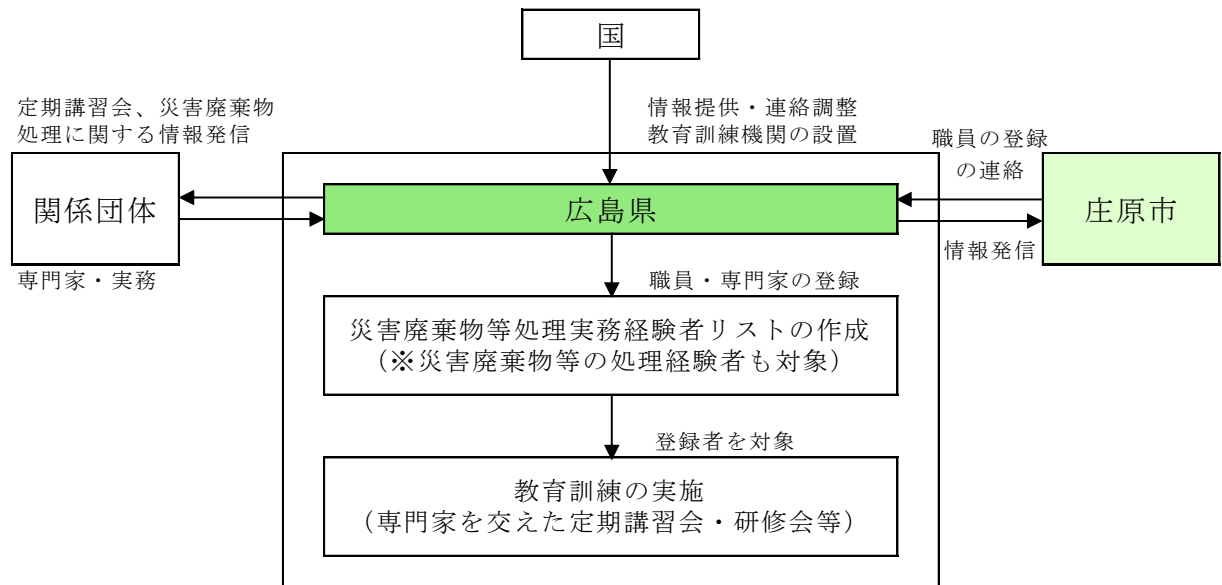 国
定期講習会、災害廃棄物
処理に関する情報発信
情報提供・連絡調整
教育訓練機関の設置
職員の登録
の連絡
関係団体
広島県
庄原市
専門家・実務
情報発信
職員・専門家の登録
災害廃棄物等処理実務経験者リストの作成
(※災害廃棄物等の処理経験者も対象)
登録者を対象
教育訓練の実施
(専門家を交えた定期講習会・研修会等)